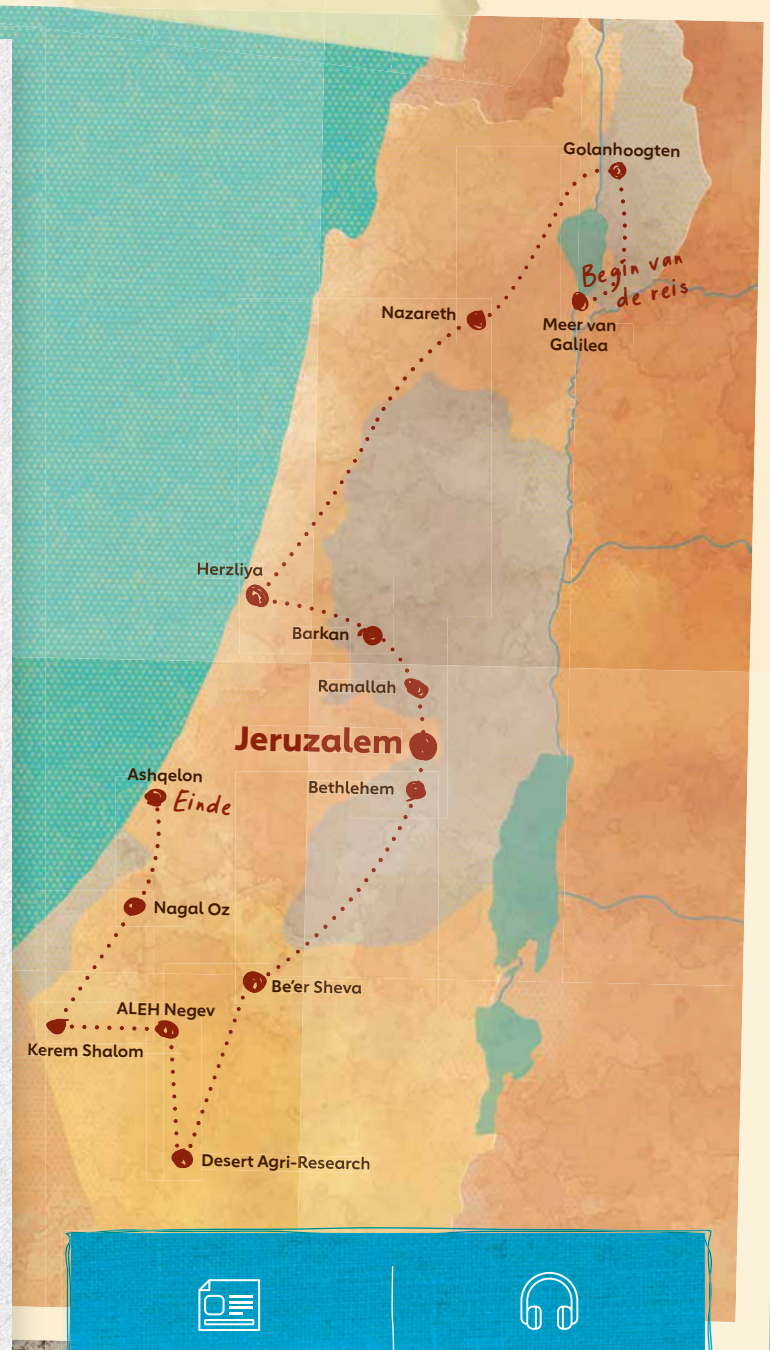 Golanhoogten
Begin van
de reis
Nazareth
Meer van
Galilea
Herzliya
Barkan
Ramallah
Jeruzalem
Ashqelon
Einde
Bethlehem
Nagal Oz
Be'er Sheva
ALEH Negev
Kerem Shalom
Desert Agri-Research